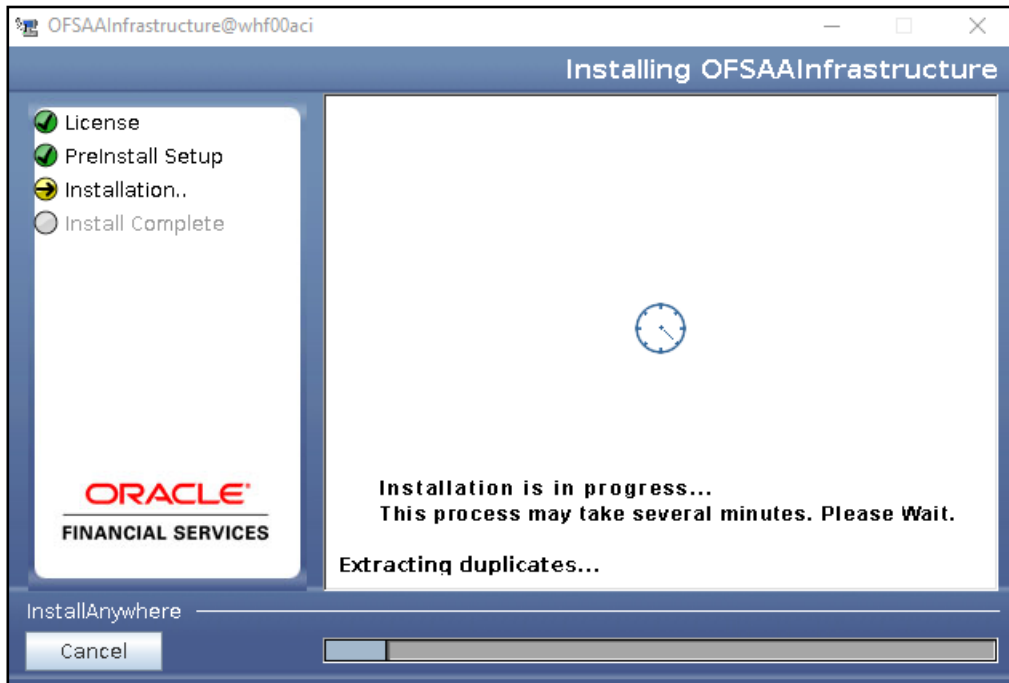 OFSAAInfrastructure@whf00aci
Installing OFSAAInfrastructure
License
PreInstall Setup
Installation..
Install Complete
ORACLE®
FINANCIAL SERVICES
Installation is in progress...
This process may take several minutes. Please Wait.
Extracting duplicates...
InstallAnywhere
Cancel